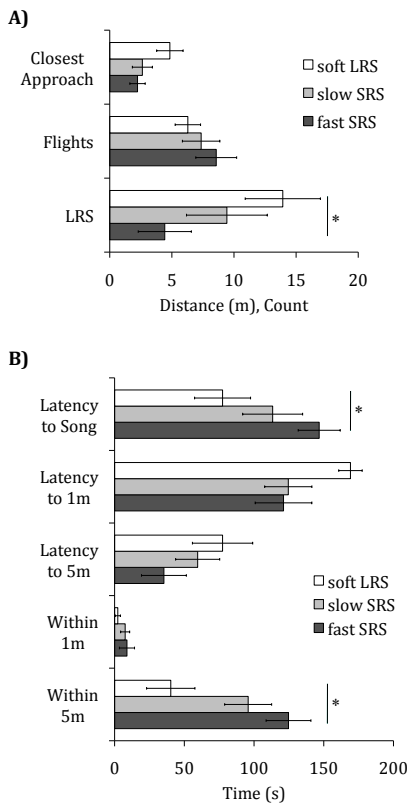 A)
Closest
Approach
Flights
LRS
soft LRS
slow SRS
fast SRS
*
0 5 10 15 20
Distance (m), Count
B)
Latency
to Song
Latency
to 1m
Latency
to 5m
Within
1m
Within
5m
*
soft LRS
slow SRS
fast SRS
*
0 50 100 150 200
Time (s)